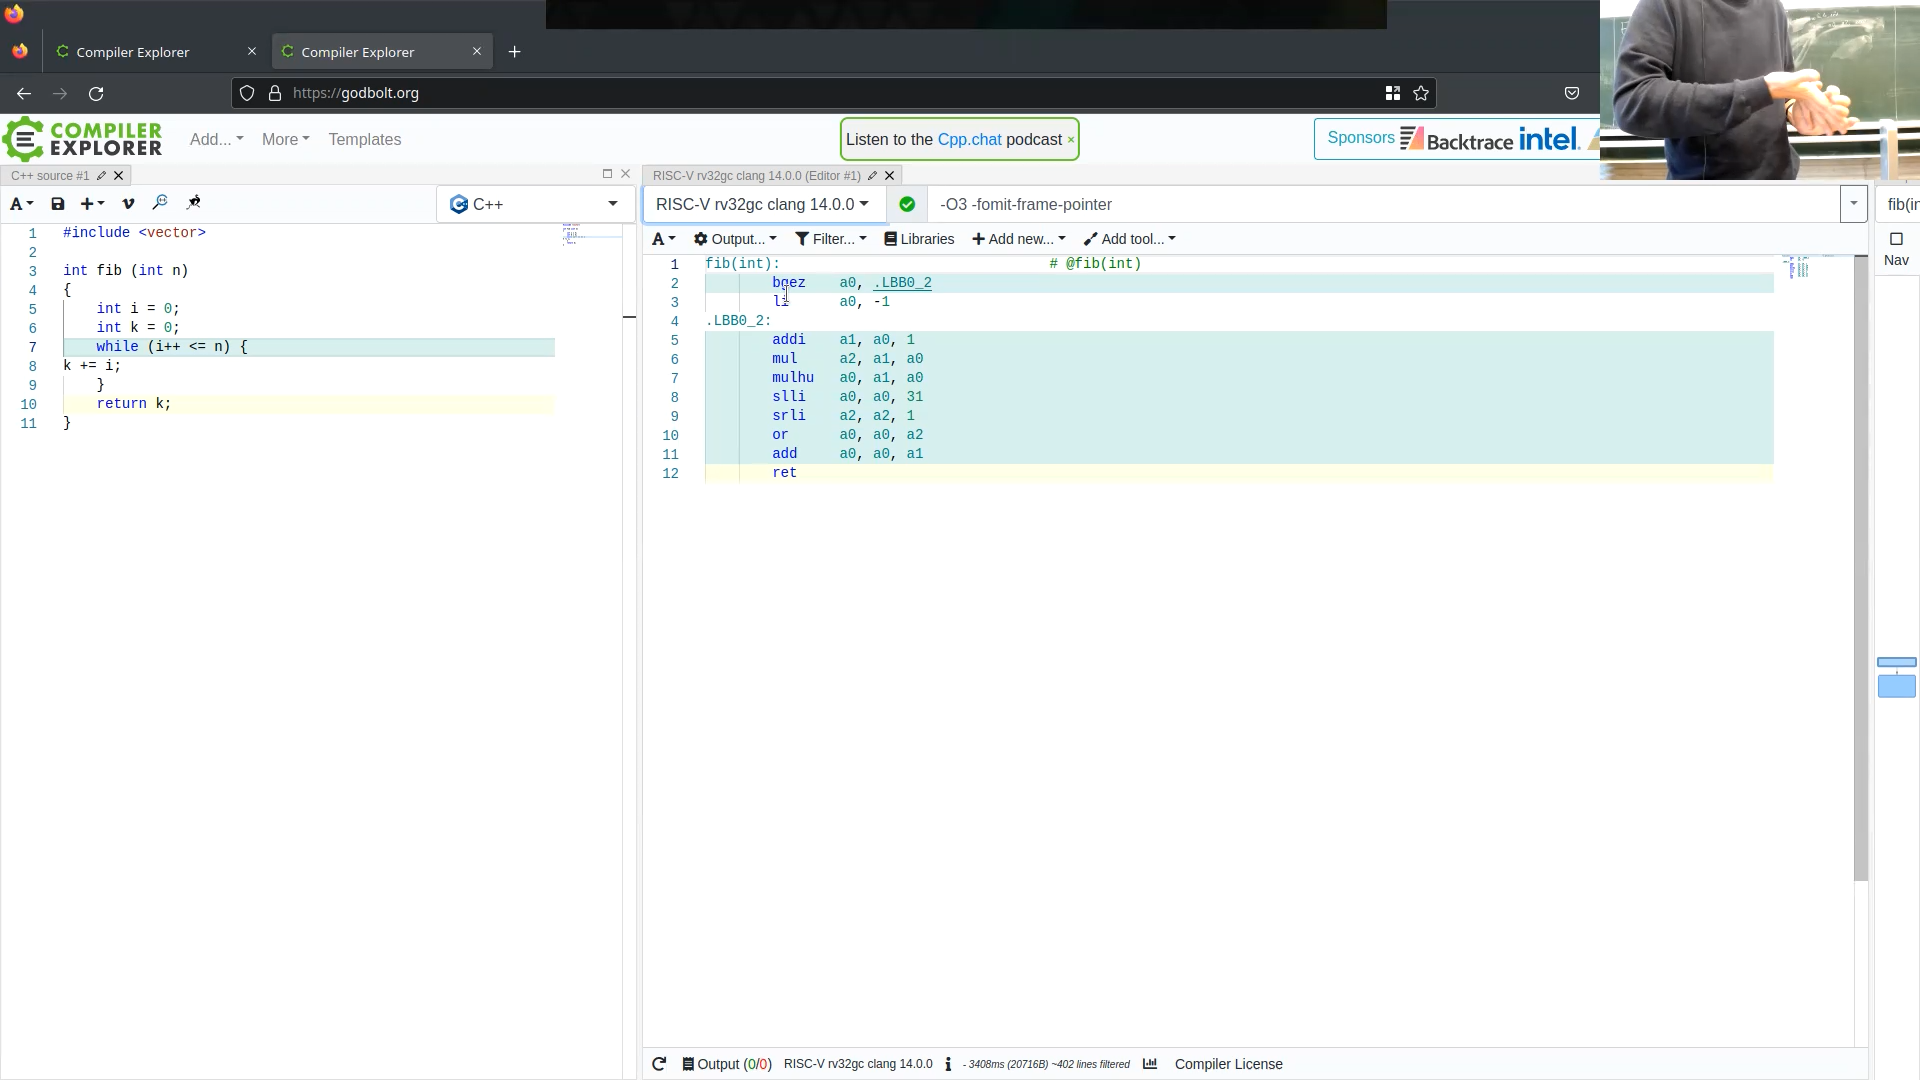 Compiler Explorer
Compiler Explorer
https://godbolt.org
COMPILER
EXPLORER
Add...
More
Templates
Listen to the Cpp.chat podcast ×
Sponsors Backtrace intel.
C++ source #1
RISC-V rv32gc clang 14.0.0 (Editor #1)
A
C++
RISC-V rv32gc clang 14.0.0
-O3 -fomit-frame-pointer
fib(in
A
Output...
Filter...
Libraries
Add new...
Add tool...
Nav
1 #include <vector>
2
3 int fib (int n)
4 {
5 int i = 0;
6 int k = 0;
7 while (i++ <= n) {
8 k += i;
9 }
10 return k;
11 }
1 fib(int): # @fib(int)
2 bgez a0, .LBB0_2
3 li a0, -1
4 .LBB0_2:
5 addi a1, a0, 1
6 mul a2, a1, a0
7 mulhu a0, a1, a0
8 slli a0, a0, 31
9 srli a2, a2, 1
10 or a0, a0, a2
11 add a0, a0, a1
12 ret
Output (0/0) RISC-V rv32gc clang 14.0.0 i - 3408ms (20716B) ~402 lines filtered Compiler License